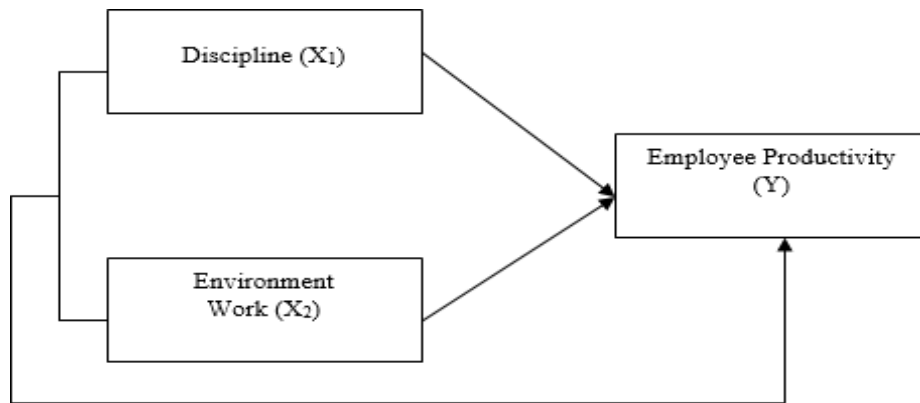 Discipline (X₁)
Employee Productivity
(Y)
Environment
Work (X₂)